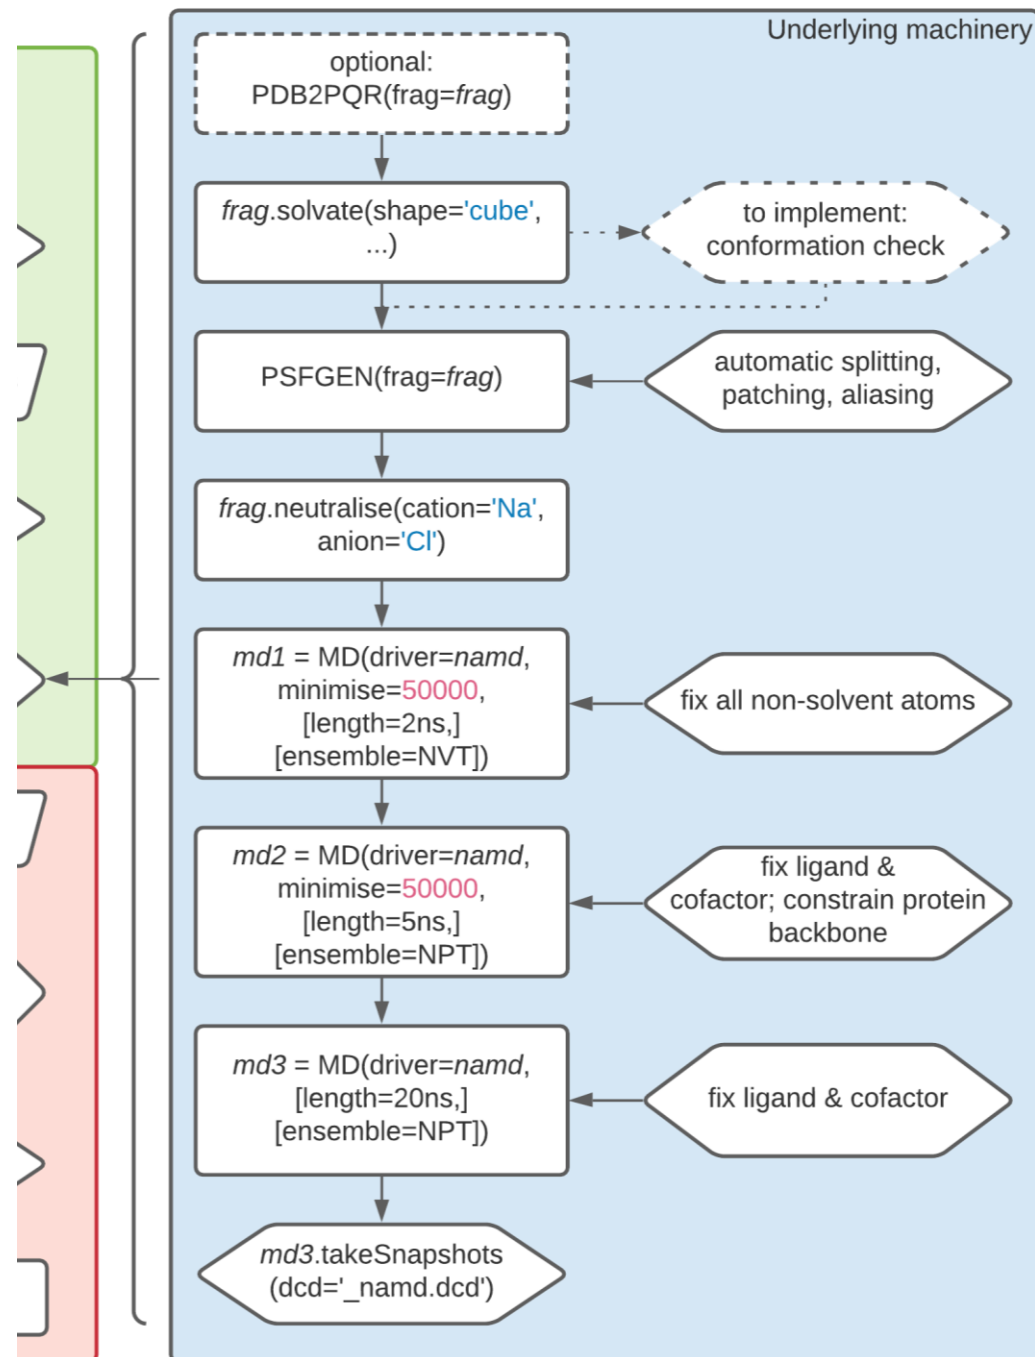 Underlying machinery
optional:
PDB2PQR(frag=frag)
frag.solvate(shape='cube',
...)
to implement:
conformation check
PSFGEN(frag=frag)
automatic splitting,
patching, aliasing
frag.neutralise(cation='Na',
anion='Cl')
md1 = MD(driver=namd,
minimise=50000,
[length=2ns,]
[ensemble=NVT])
fix all non-solvent atoms
md2 = MD(driver=namd,
minimise=50000,
[length=5ns,]
[ensemble=NPT])
fix ligand &
cofactor; constrain protein
backbone
md3 = MD(driver=namd,
[length=20ns,]
[ensemble=NPT])
fix ligand & cofactor
md3.takeSnapshots
(dcd='_namd.dcd')